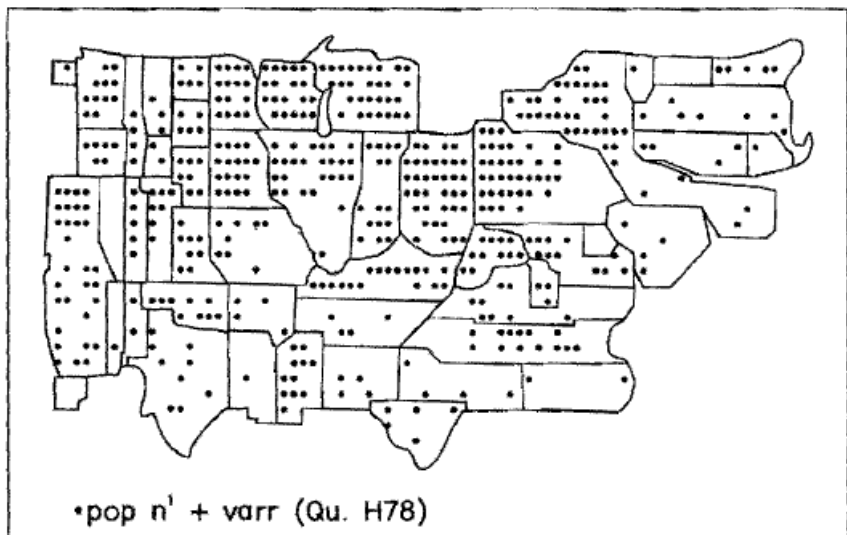 •pop n¹ + varr (Qu. H78)